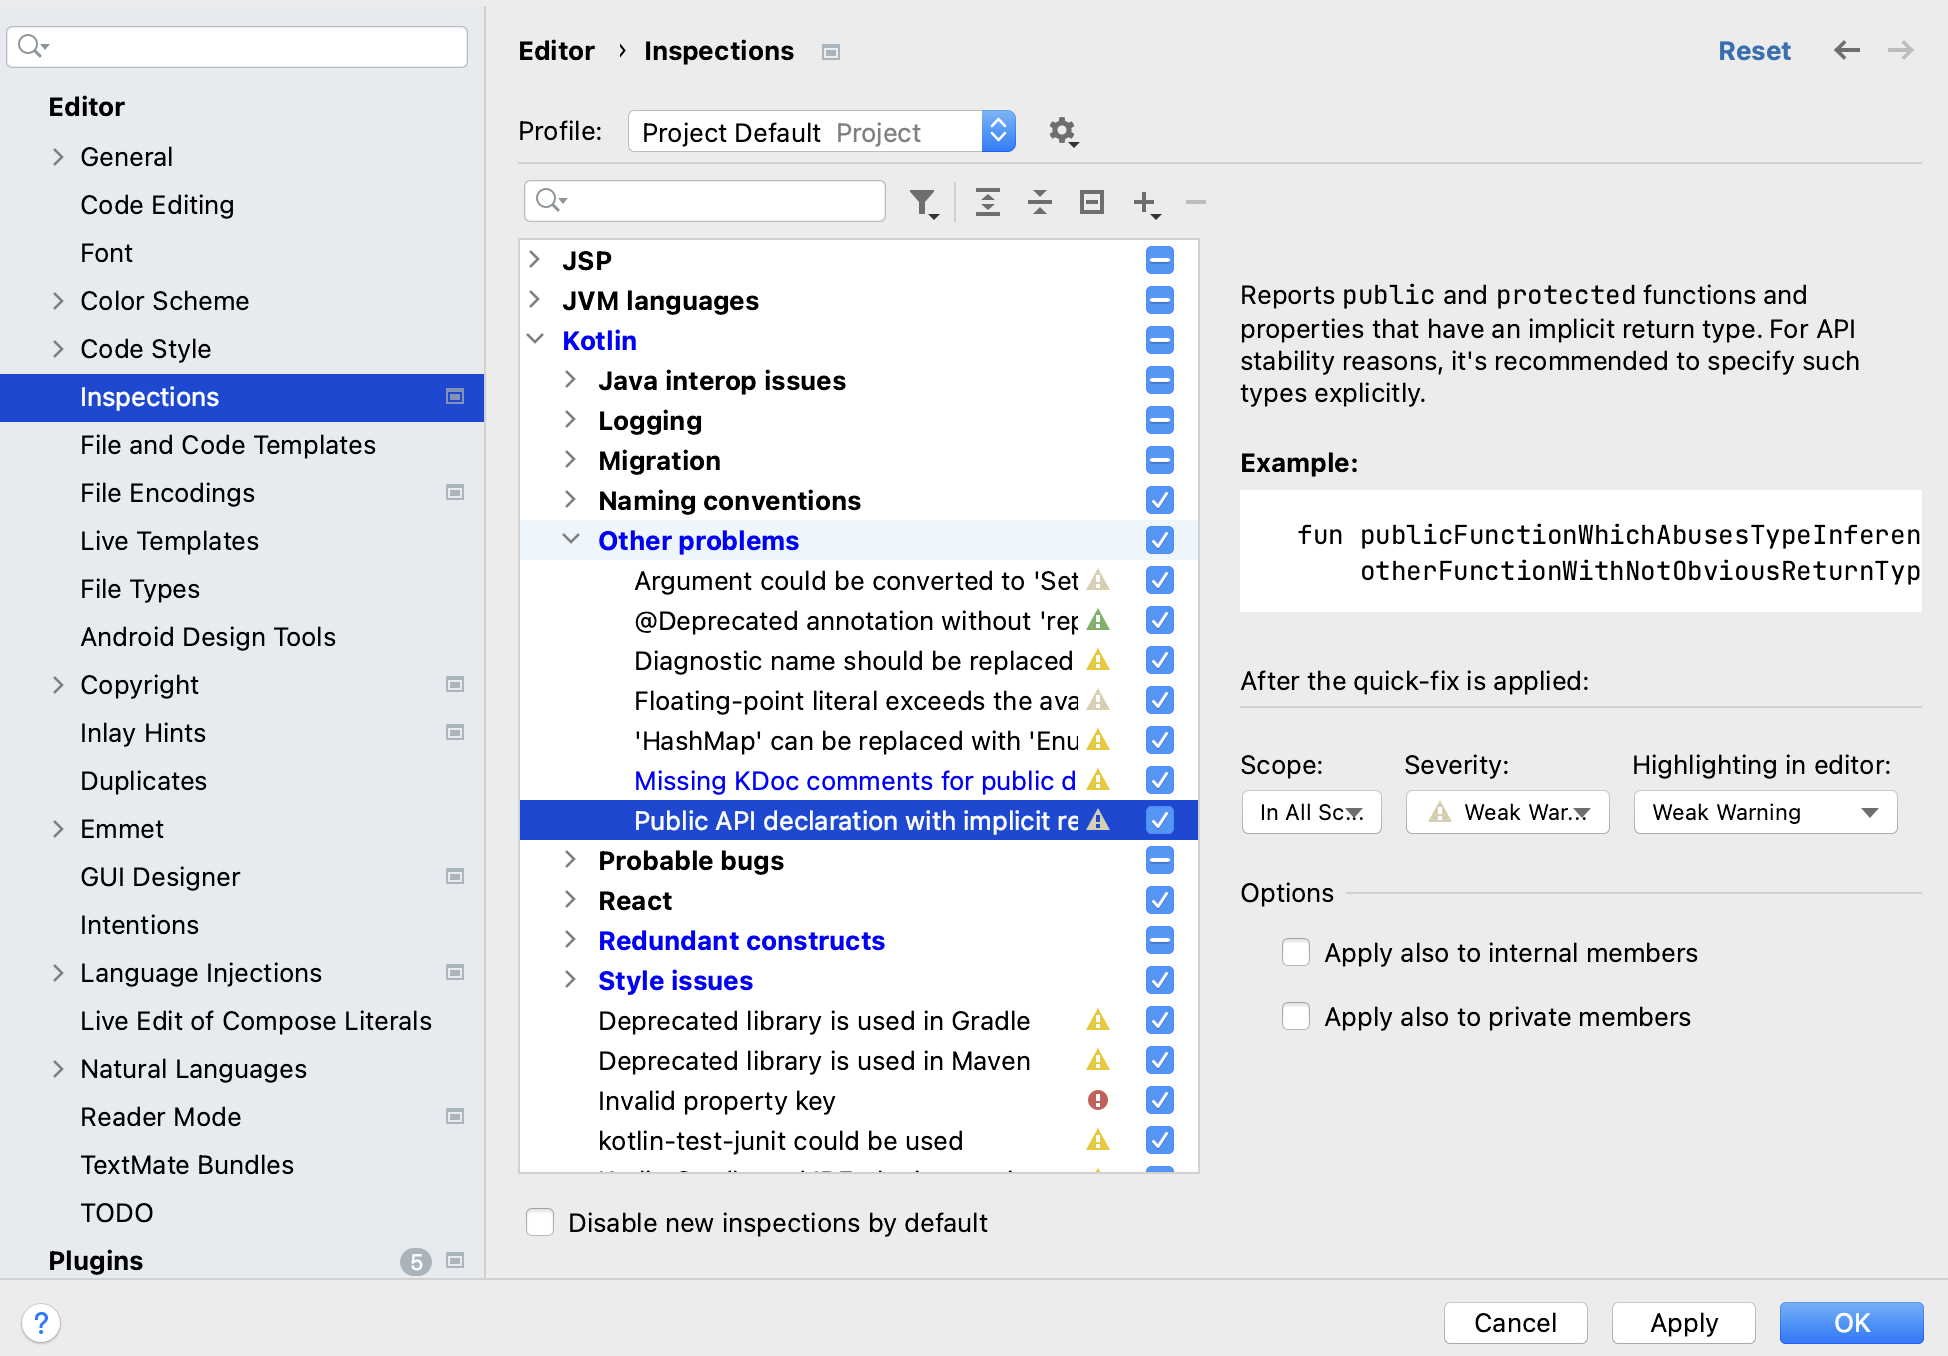 Editor
General
Code Editing
Font
Color Scheme
Code Style
Inspections
File and Code Templates
File Encodings
Live Templates
File Types
Android Design Tools
Copyright
Inlay Hints
Duplicates
Emmet
GUI Designer
Intentions
Language Injections
Live Edit of Compose Literals
Natural Languages
Reader Mode
TextMate Bundles
TODO
Plugins 5
Editor › Inspections
Reset
Profile: Project Default Project
JSP
JVM languages
Kotlin
Java interop issues
Logging
Migration
Naming conventions
Other problems
Argument could be converted to 'Set
@Deprecated annotation without 'rep
Diagnostic name should be replaced
Floating-point literal exceeds the ava
'HashMap' can be replaced with 'Enu
Missing KDoc comments for public d
Public API declaration with implicit re
Probable bugs
React
Redundant constructs
Style issues
Deprecated library is used in Gradle
Deprecated library is used in Maven
Invalid property key
kotlin-test-junit could be used
Disable new inspections by default
Reports public and protected functions and
properties that have an implicit return type. For API
stability reasons, it's recommended to specify such
types explicitly.
Example:
fun publicFunctionWhichAbusesTypeInferen
otherFunctionWithNotObviousReturnTyp
After the quick-fix is applied:
Scope: Severity: Highlighting in editor:
In All Sc... Weak War... Weak Warning
Options
Apply also to internal members
Apply also to private members
?
Cancel Apply OK